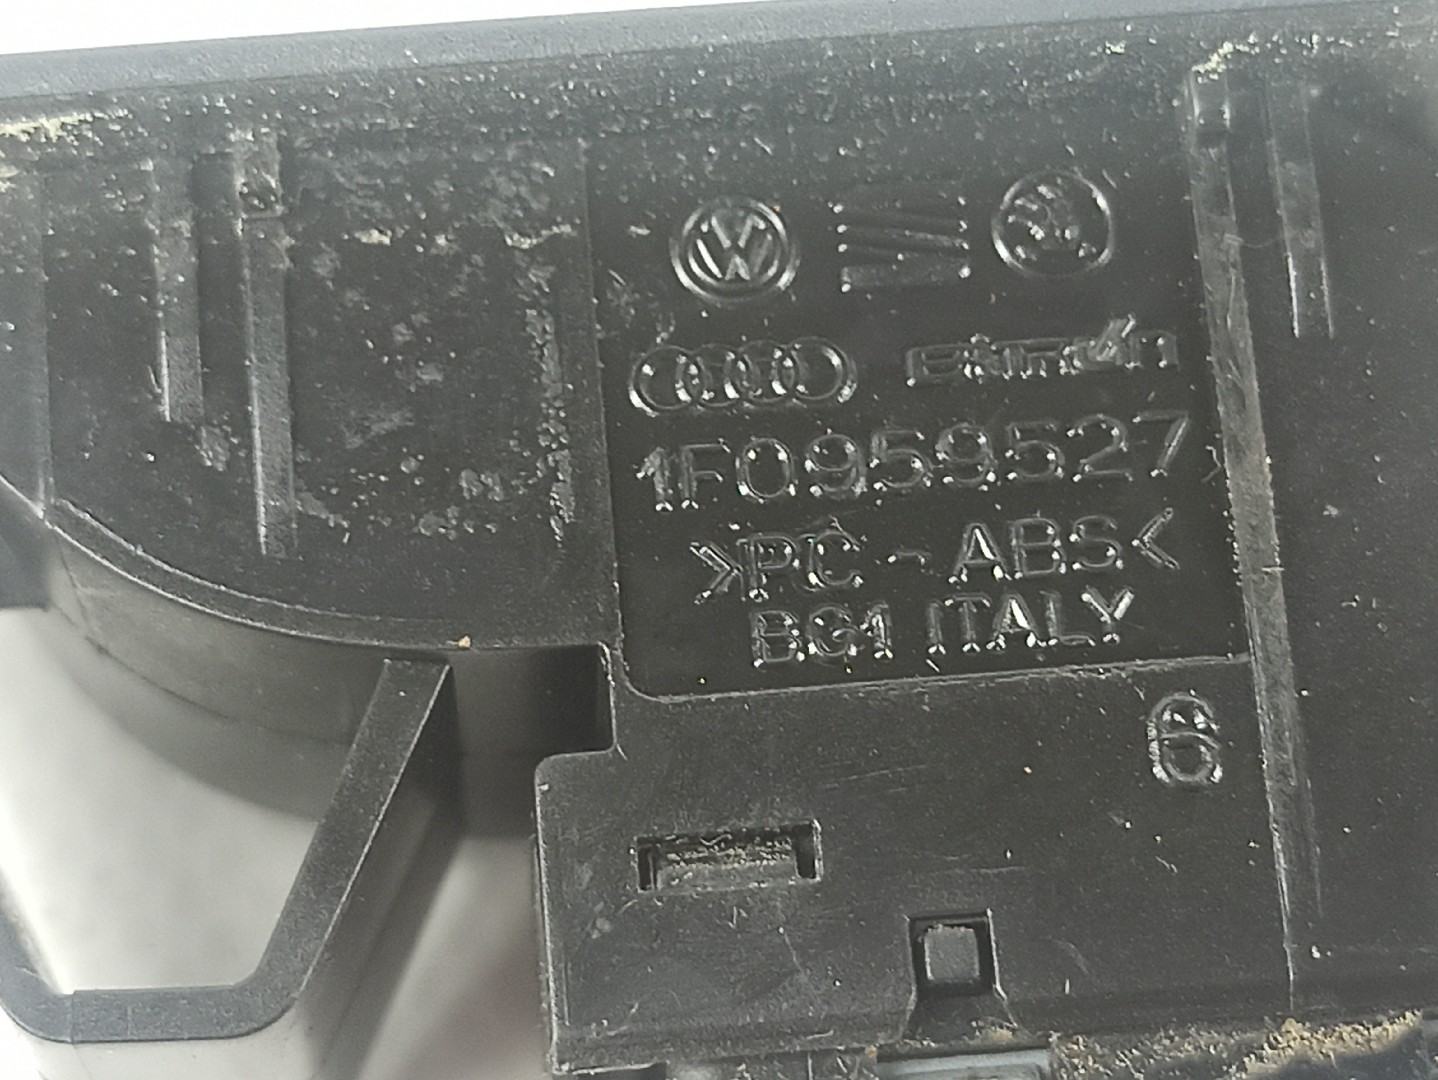 1F0959527
>PC-ABS<
BG1 ITALY
6